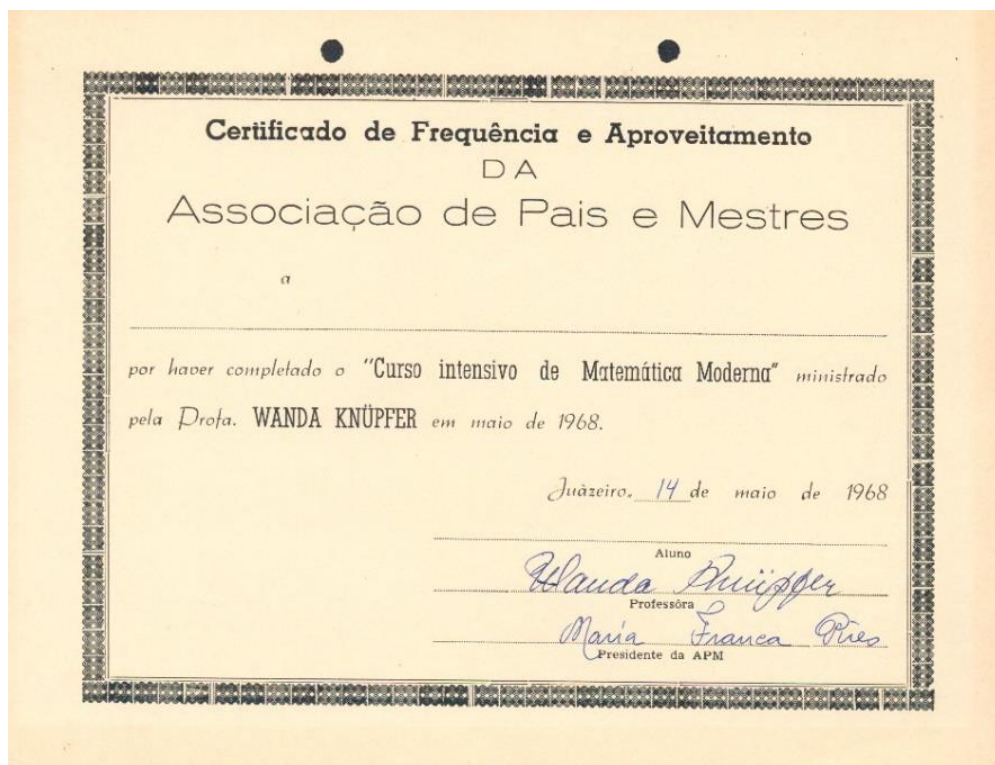 Certificado de Frequência e Aproveitamento
DA
Associação de Pais e Mestres
a
por haver completado o "Curso intensivo de Matemática Moderna" ministrado
pela Profa. WANDA KNÜPFER em maio de 1968.
Juàzeiro, 14 de maio de 1968
Aluno
Wanda Knüpfer
Professôra
Maria Franca Pires
Presidente da APM